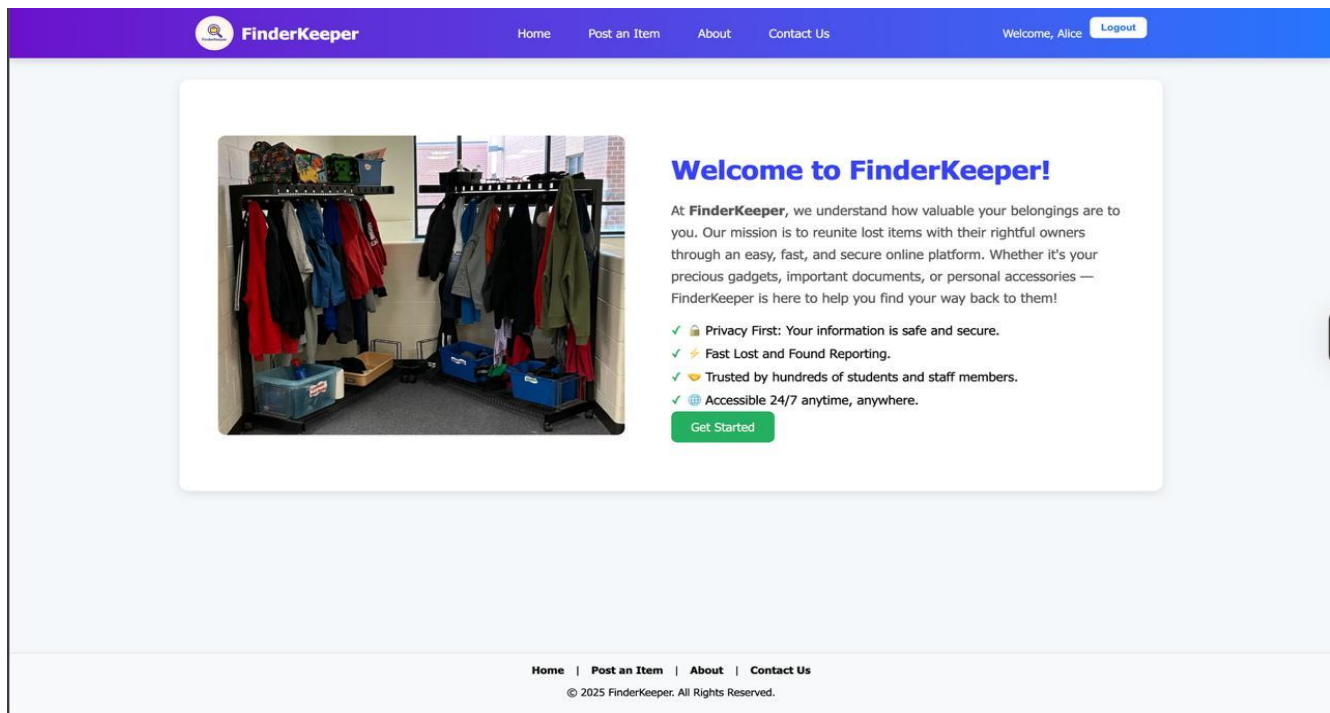 FinderKeeper
Home
Post an Item
About
Contact Us
Welcome, Alice
Logout
Welcome to FinderKeeper!
At FinderKeeper, we understand how valuable your belongings are to
you. Our mission is to reunite lost items with their rightful owners
through an easy, fast, and secure online platform. Whether it's your
precious gadgets, important documents, or personal accessories —
FinderKeeper is here to help you find your way back to them!
✓ 🔒 Privacy First: Your information is safe and secure.
✓ ⚡ Fast Lost and Found Reporting.
✓ 🤝 Trusted by hundreds of students and staff members.
✓ 🌐 Accessible 24/7 anytime, anywhere.
Get Started
Home | Post an Item | About | Contact Us
© 2025 FinderKeeper. All Rights Reserved.